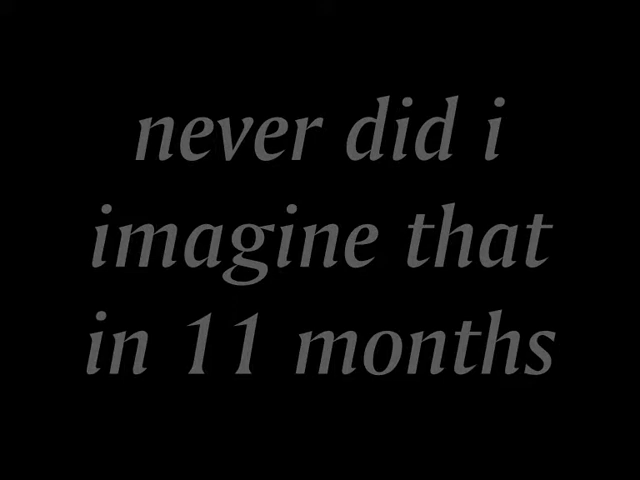 never did i
imagine that
in 11 months